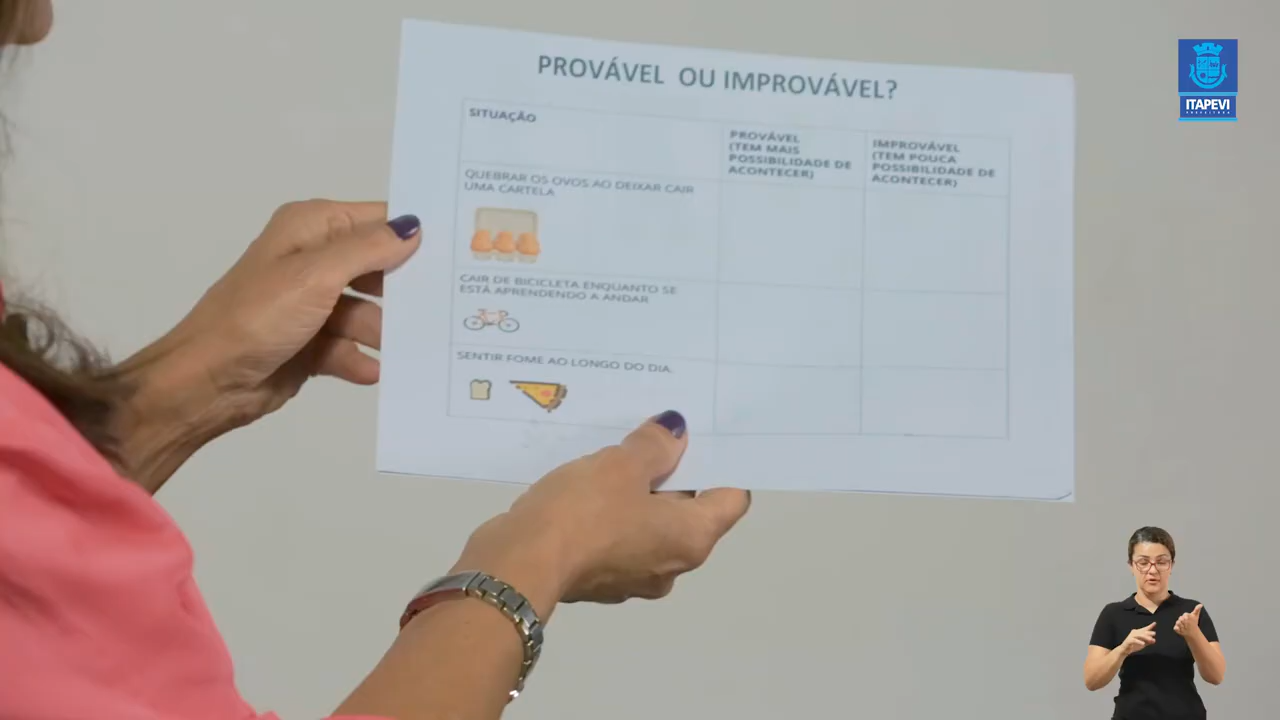 PROVÁVEL OU IMPROVÁVEL?
SITUAÇÃO
PROVÁVEL
(TEM MAIS
POSSIBILIDADE DE
ACONTECER)
IMPROVÁVEL
(TEM POUCA
POSSIBILIDADE DE
ACONTECER)
QUEBRAR OS OVOS AO DEIXAR CAIR
UMA CARTELA
CAIR DE BICICLETA ENQUANTO SE
ESTÁ APRENDENDO A ANDAR
SENTIR FOME AO LONGO DO DIA.
ITAPEVI
PREFEITURA